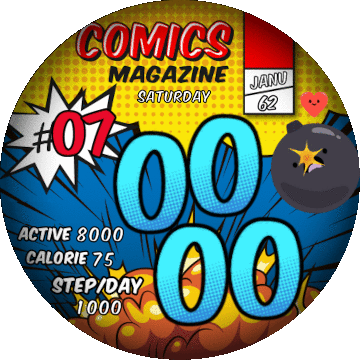 COMICS
MAGAZINE
SATURDAY
JANU
62
#07
00
00
ACTIVE 8000
CALORIE 75
STEP/DAY
1000